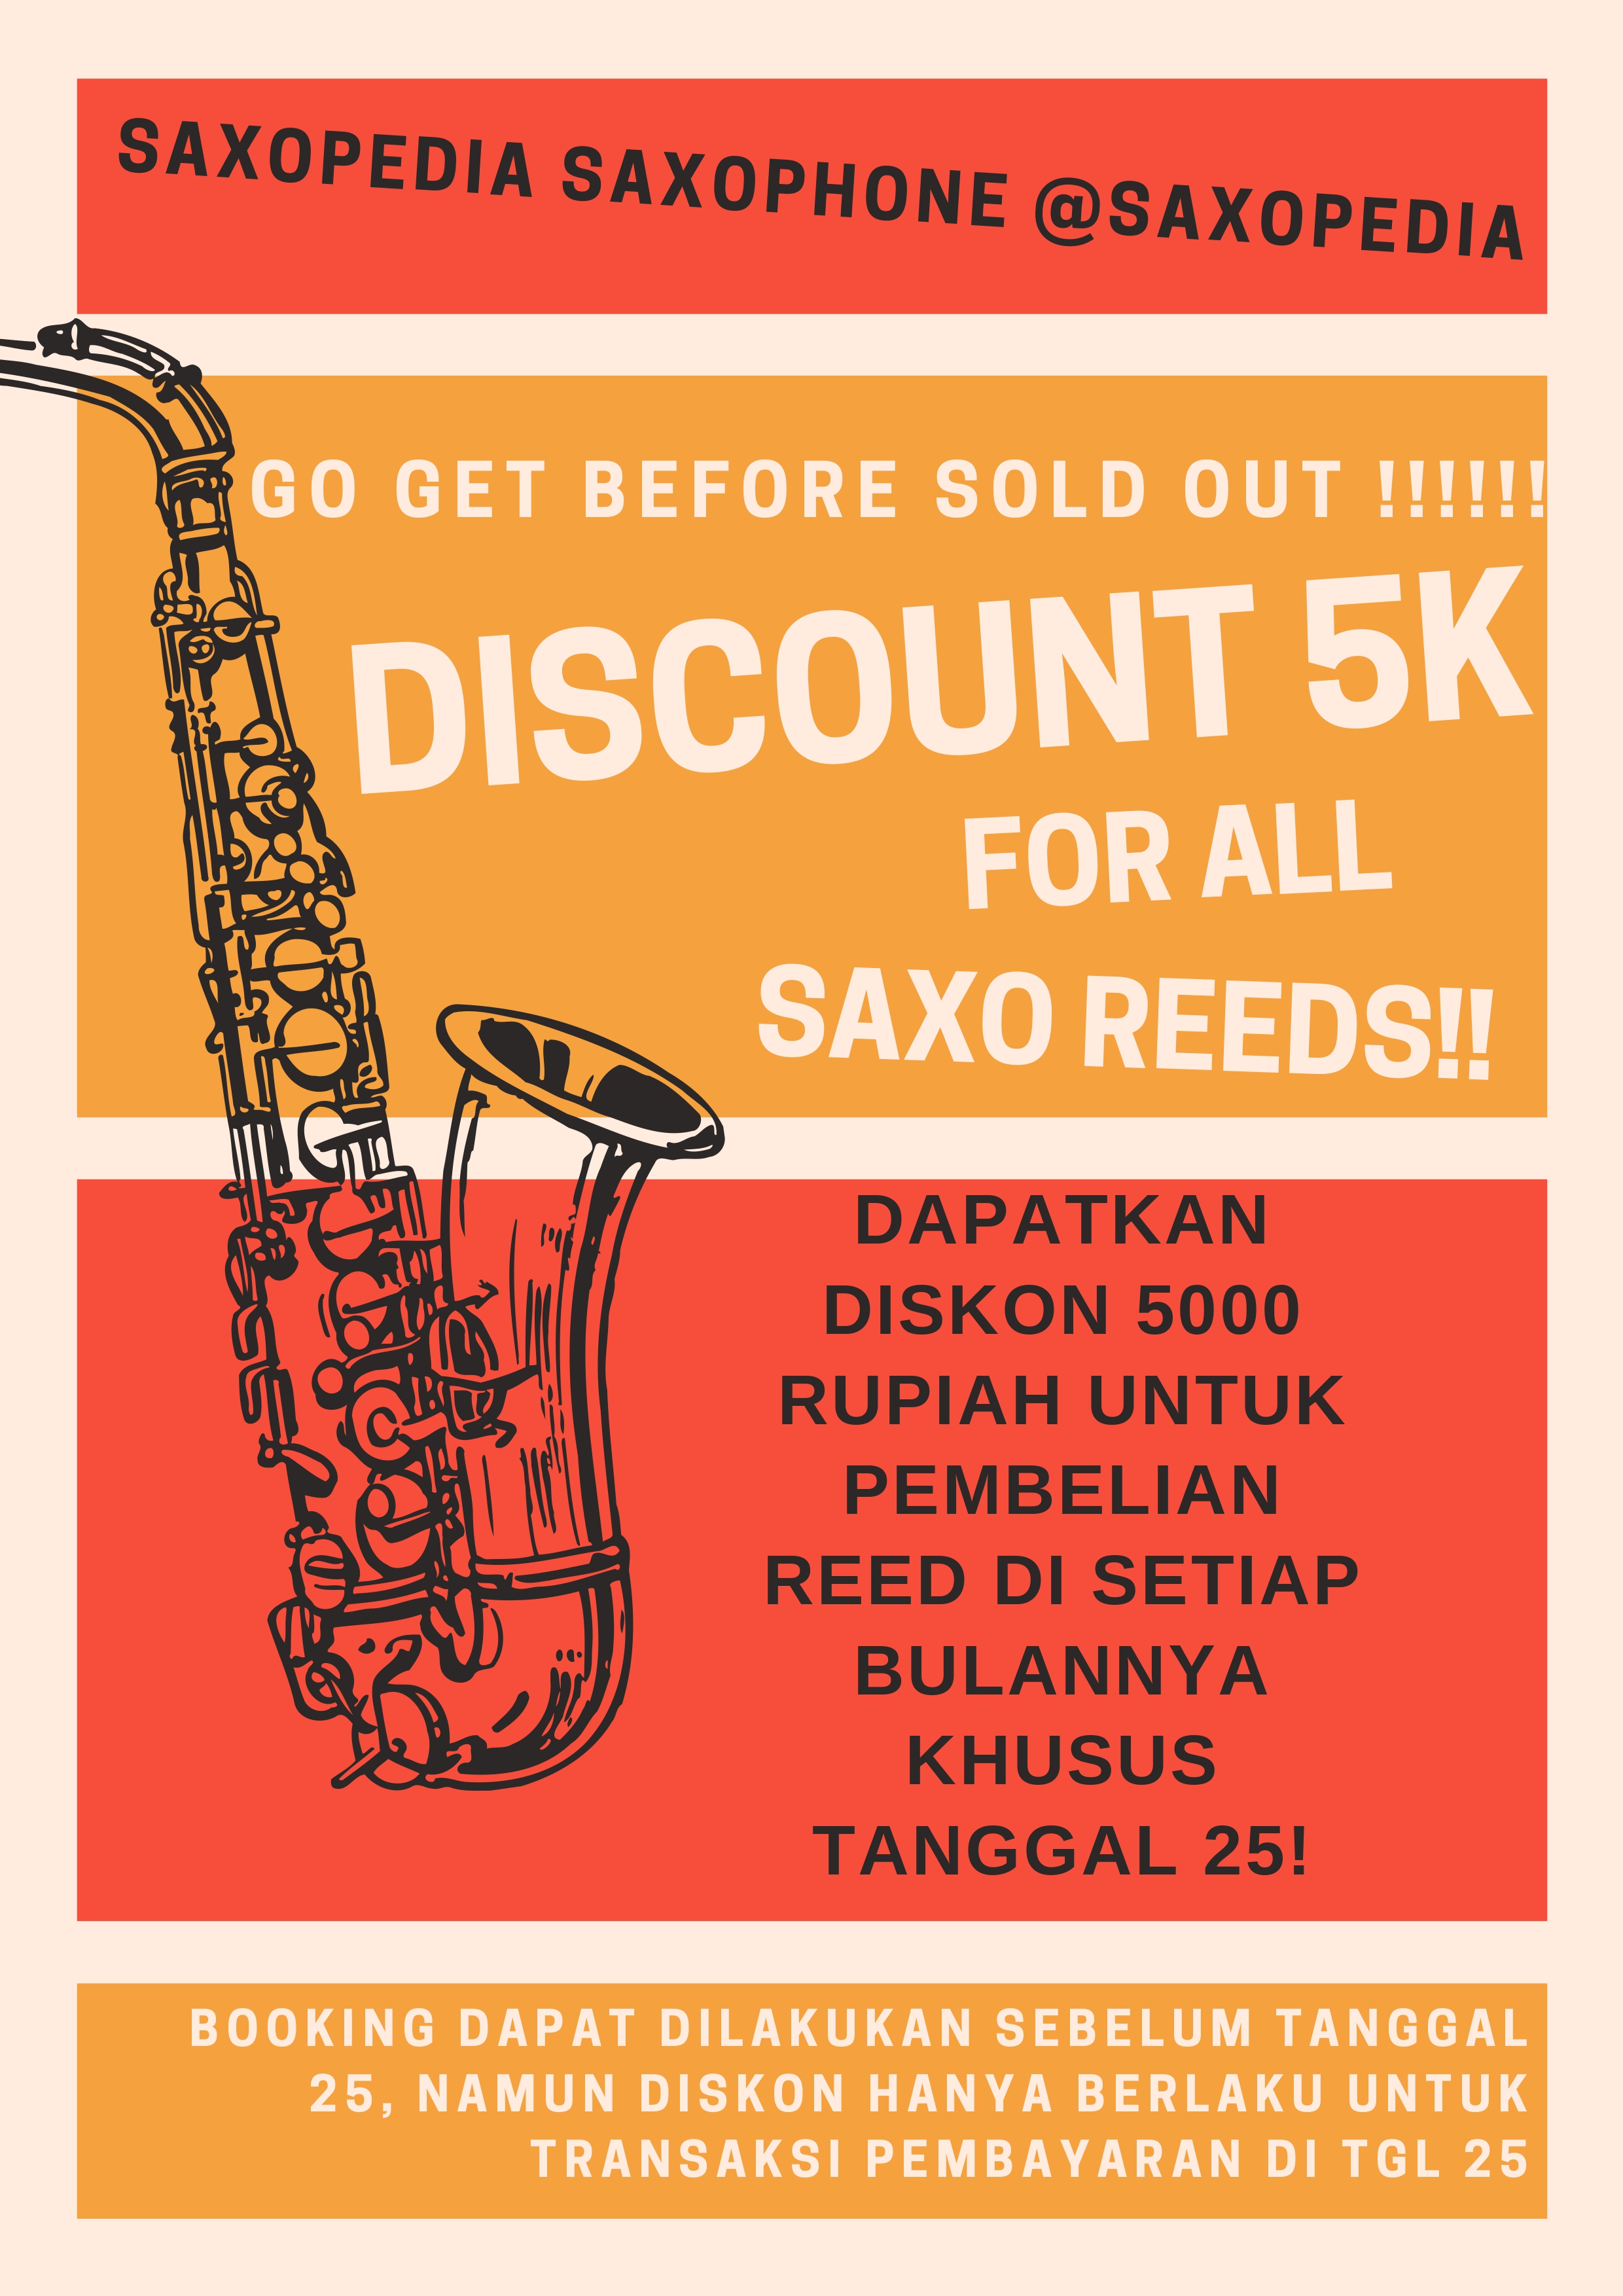 SAXOPEDIA SAXOPHONE @SAXOPEDIA
GO GET BEFORE SOLD OUT !!!!!!
DISCOUNT 5K
FOR ALL
SAXO REEDS!!
DAPATKAN
DISKON 5000
RUPIAH UNTUK
PEMBELIAN
REED DI SETIAP
BULANNYA
KHUSUS
TANGGAL 25!
BOOKING DAPAT DILAKUKAN SEBELUM TANGGAL
25, NAMUN DISKON HANYA BERLAKU UNTUK
TRANSAKSI PEMBAYARAN DI TGL 25